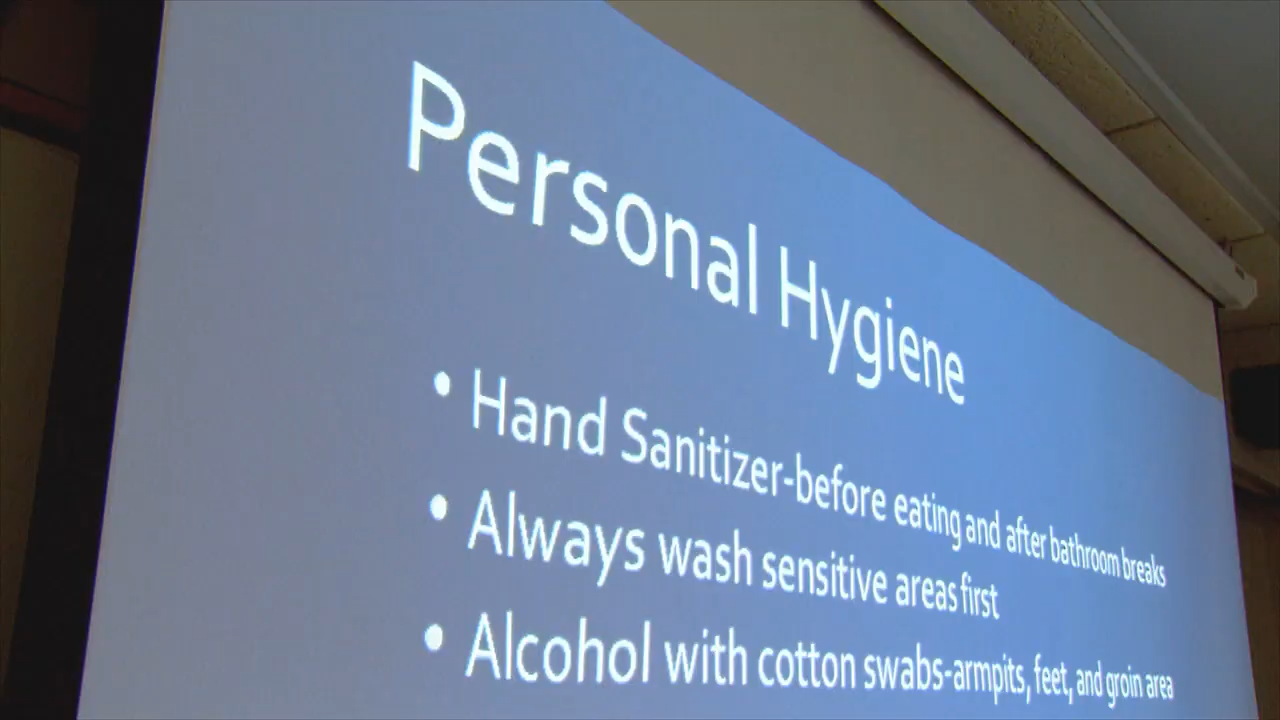 Personal Hygiene
• Hand Sanitizer-before eating and after bathroom breaks
• Always wash sensitive areas first
• Alcohol with cotton swabs-armpits, feet, and groin area